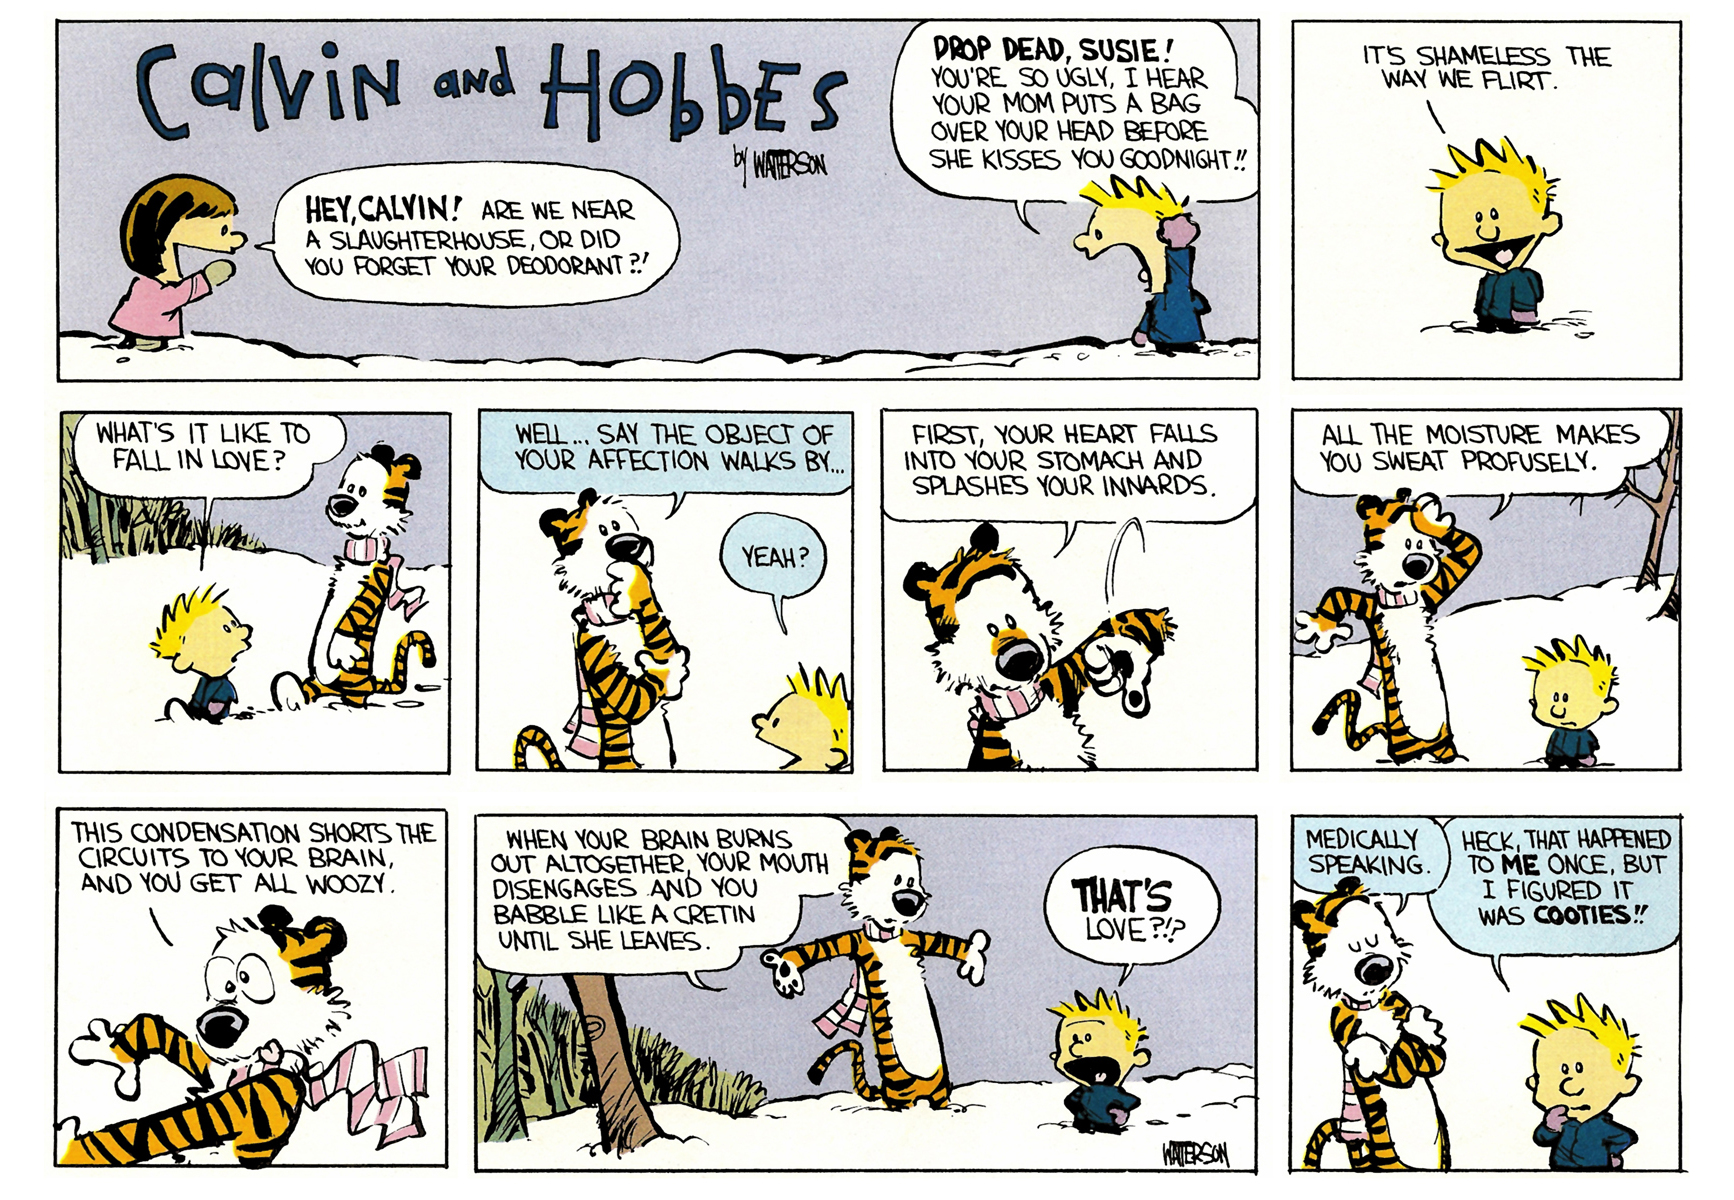 Calvin and Hobbes
by WATTERSON
HEY, CALVIN! ARE WE NEAR
A SLAUGHTERHOUSE, OR DID
YOU FORGET YOUR DEODORANT?!
DROP DEAD, SUSIE!
YOU'RE SO UGLY, I HEAR
YOUR MOM PUTS A BAG
OVER YOUR HEAD BEFORE
SHE KISSES YOU GOODNIGHT!!
IT'S SHAMELESS THE
WAY WE FLIRT.
WHAT'S IT LIKE TO
FALL IN LOVE?
WELL... SAY THE OBJECT OF
YOUR AFFECTION WALKS BY...
YEAH?
FIRST, YOUR HEART FALLS
INTO YOUR STOMACH AND
SPLASHES YOUR INNARDS.
ALL THE MOISTURE MAKES
YOU SWEAT PROFUSELY.
THIS CONDENSATION SHORTS THE
CIRCUITS TO YOUR BRAIN,
AND YOU GET ALL WOOZY.
WHEN YOUR BRAIN BURNS
OUT ALTOGETHER, YOUR MOUTH
DISENGAGES AND YOU
BABBLE LIKE A CRETIN
UNTIL SHE LEAVES.
THAT'S
LOVE?!?
WATTERSON
MEDICALLY
SPEAKING.
HECK, THAT HAPPENED
TO ME ONCE, BUT
I FIGURED IT
WAS COOTIES!!